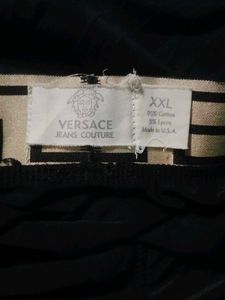 VERSACE
JEANS COUTURE
XXL
95% Cotton
5% Lycra
Made in U.S.A.